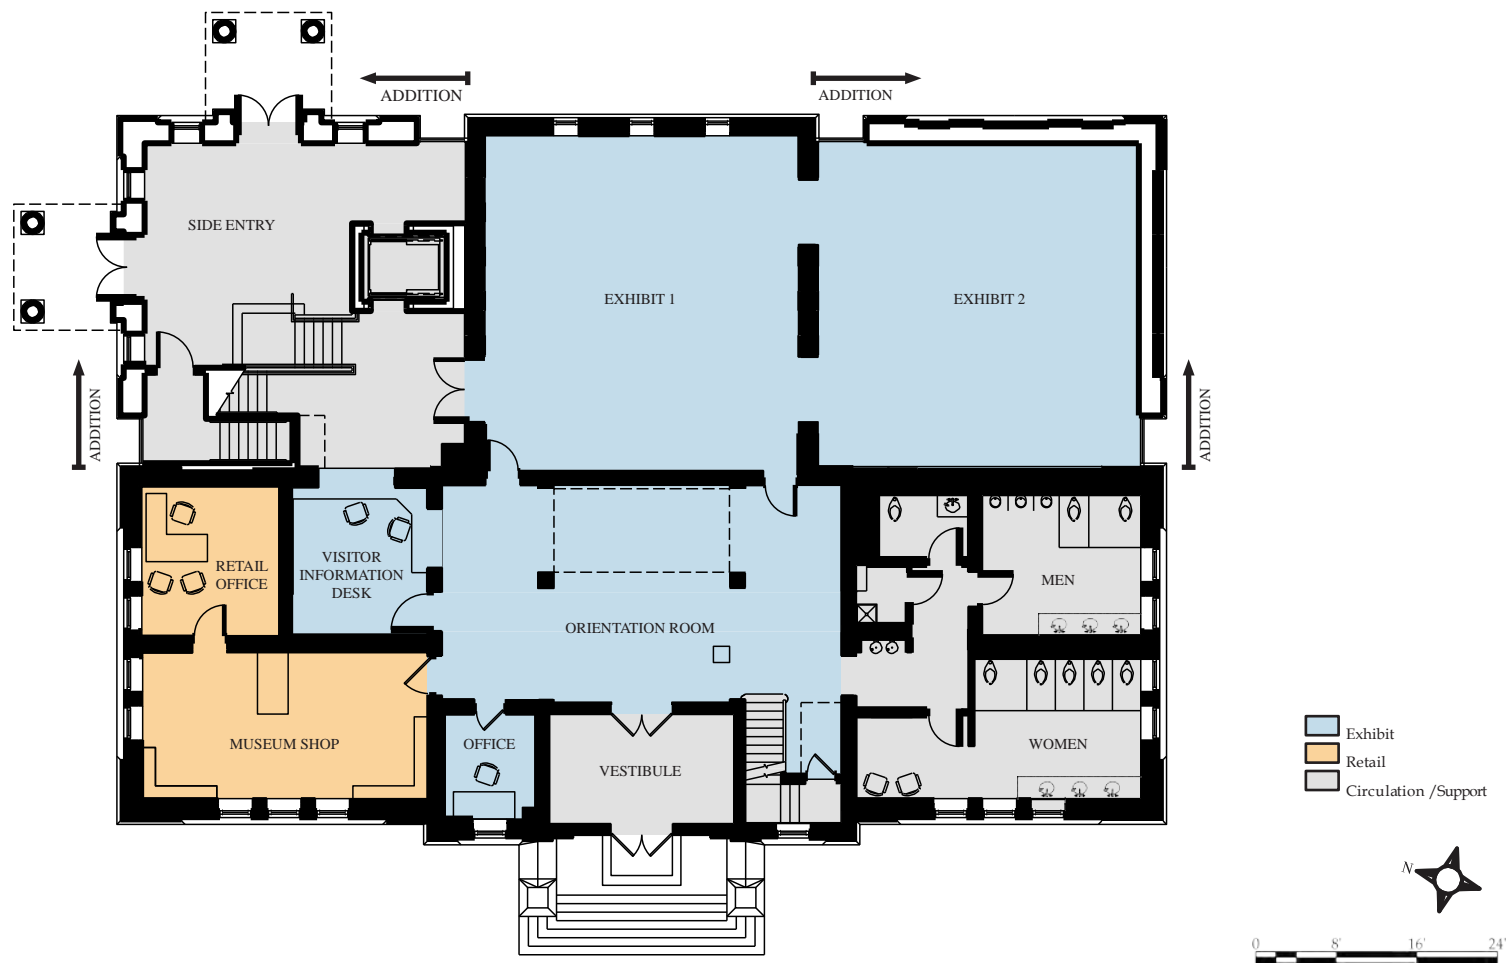 ADDITION
ADDITION
SIDE ENTRY
EXHIBIT 1
EXHIBIT 2
ADDITION
ADDITION
RETAIL
OFFICE
VISITOR
INFORMATION
DESK
MEN
ORIENTATION ROOM
MUSEUM SHOP
OFFICE
VESTIBULE
WOMEN
Exhibit
Retail
Circulation /Support
N
0 8' 16' 24'